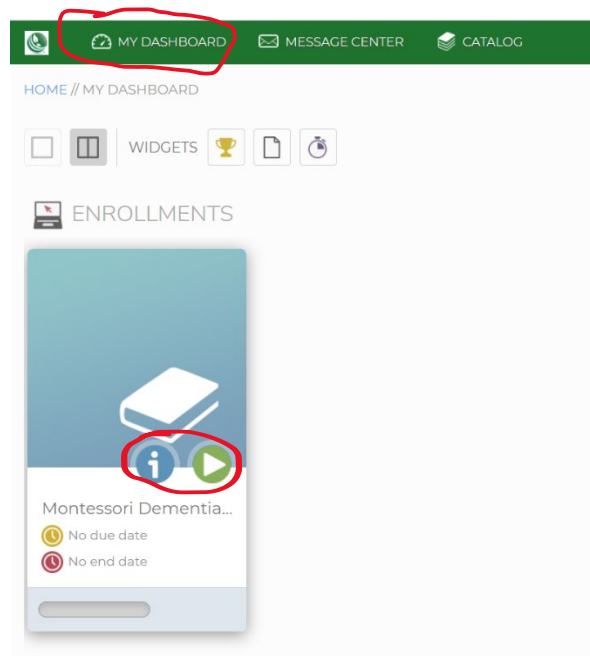 MY DASHBOARD MESSAGE CENTER CATALOG
HOME // MY DASHBOARD
WIDGETS
ENROLLMENTS
i
Montessori Dementia...
No due date
No end date